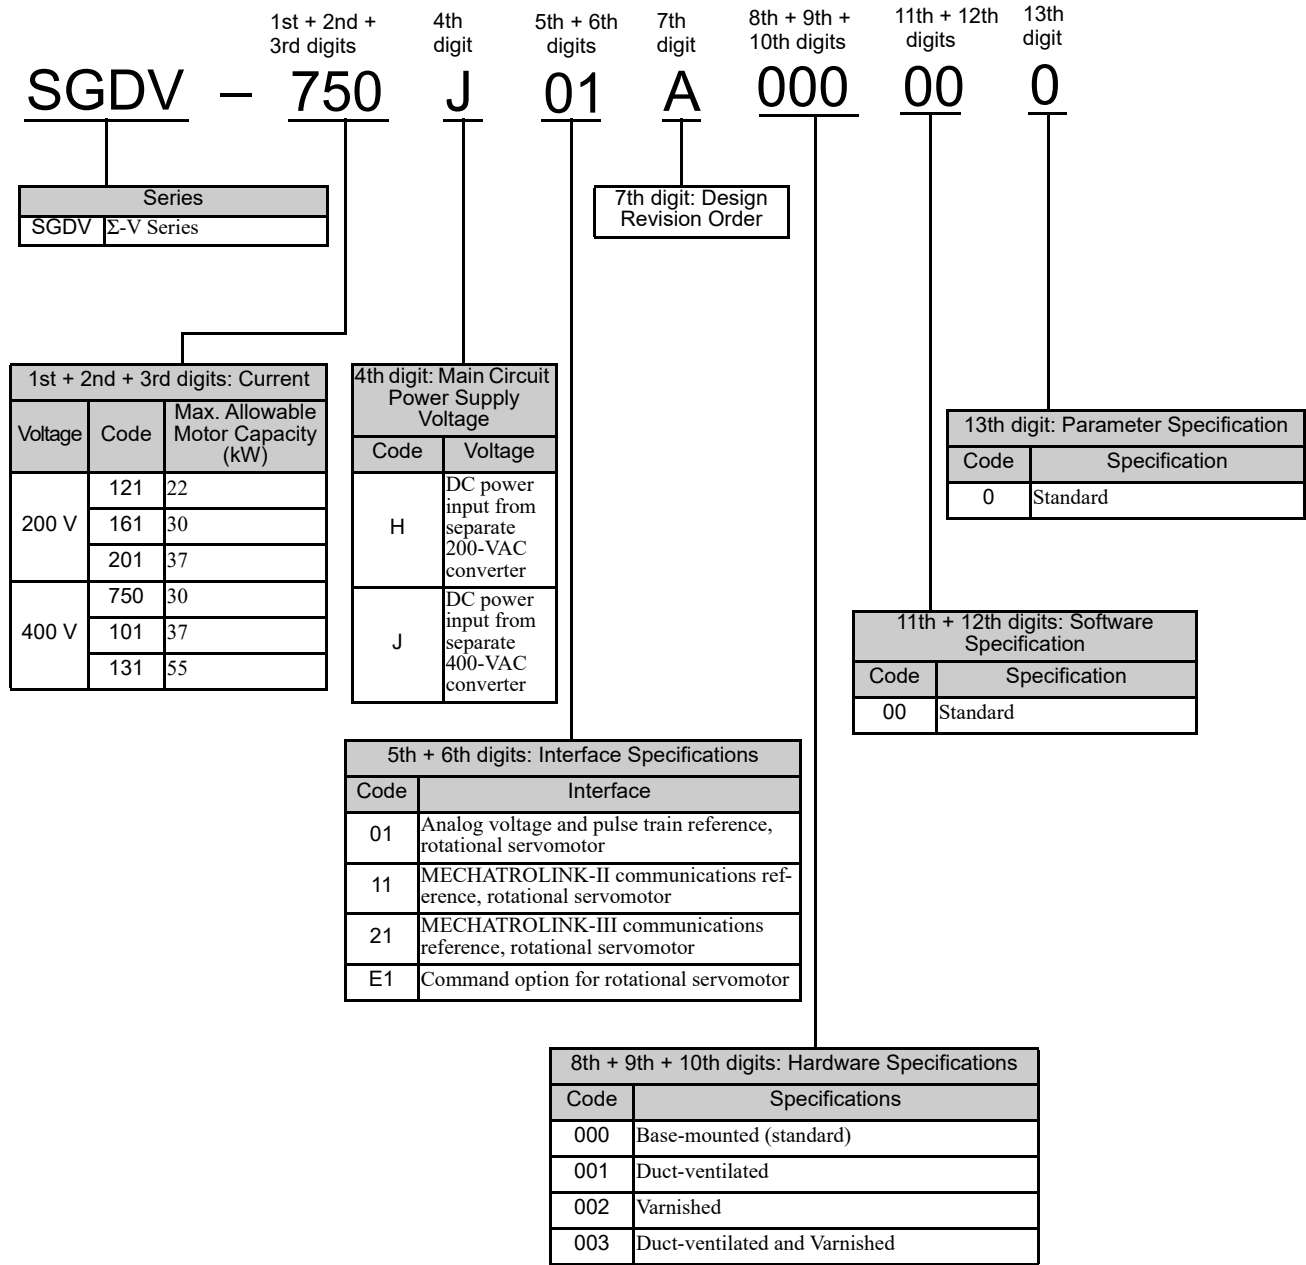 1st + 2nd +
3rd digits
4th
digit
5th + 6th
digits
7th
digit
8th + 9th +
10th digits
11th + 12th
digits
13th
digit
SGDV – 750 J 01 A 000 00 0
Series
SGDV Σ-V Series
7th digit: Design
Revision Order
1st + 2nd + 3rd digits: Current
Voltage Code Max. Allowable
Motor Capacity
(kW)
200 V
121 22
161 30
201 37
400 V
750 30
101 37
131 55
4th digit: Main Circuit
Power Supply
Voltage
Code Voltage
H
DC power
input from
separate
200-VAC
converter
J
DC power
input from
separate
400-VAC
converter
13th digit: Parameter Specification
Code Specification
0 Standard
11th + 12th digits: Software
Specification
Code Specification
00 Standard
5th + 6th digits: Interface Specifications
Code Interface
01 Analog voltage and pulse train reference,
rotational servomotor
11 MECHATROLINK-II communications ref-
erence, rotational servomotor
21 MECHATROLINK-III communications
reference, rotational servomotor
E1 Command option for rotational servomotor
8th + 9th + 10th digits: Hardware Specifications
Code Specifications
000 Base-mounted (standard)
001 Duct-ventilated
002 Varnished
003 Duct-ventilated and Varnished